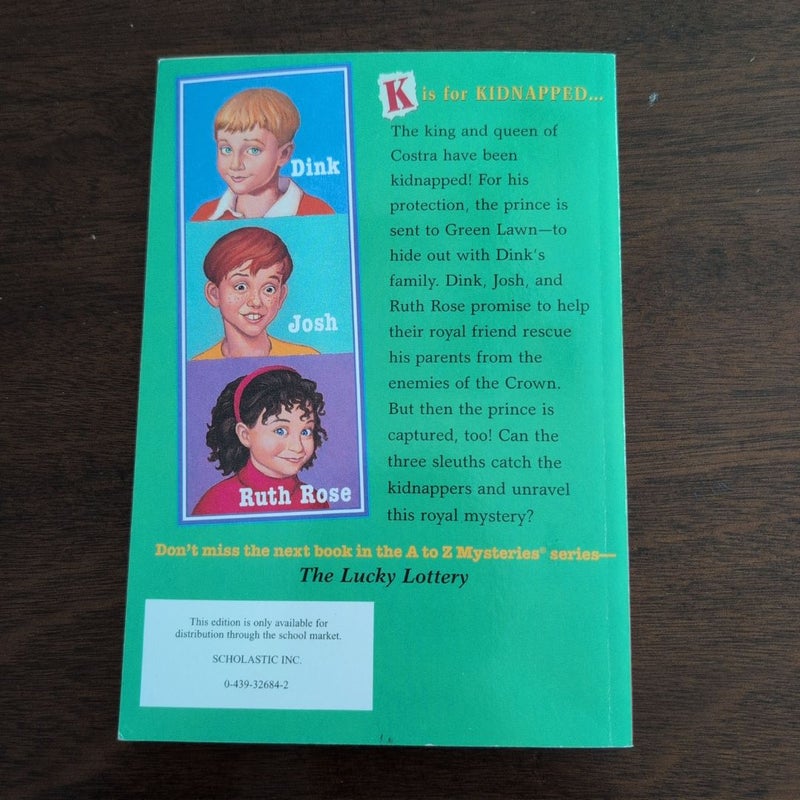 Dink
Josh
Ruth Rose
K is for KIDNAPPED...
The king and queen of
Costra have been
kidnapped! For his
protection, the prince is
sent to Green Lawn—to
hide out with Dink's
family. Dink, Josh, and
Ruth Rose promise to help
their royal friend rescue
his parents from the
enemies of the Crown.
But then the prince is
captured, too! Can the
three sleuths catch the
kidnappers and unravel
this royal mystery?
Don't miss the next book in the A to Z Mysteries® series—
The Lucky Lottery
This edition is only available for
distribution through the school market.
SCHOLASTIC INC.
0-439-32684-2